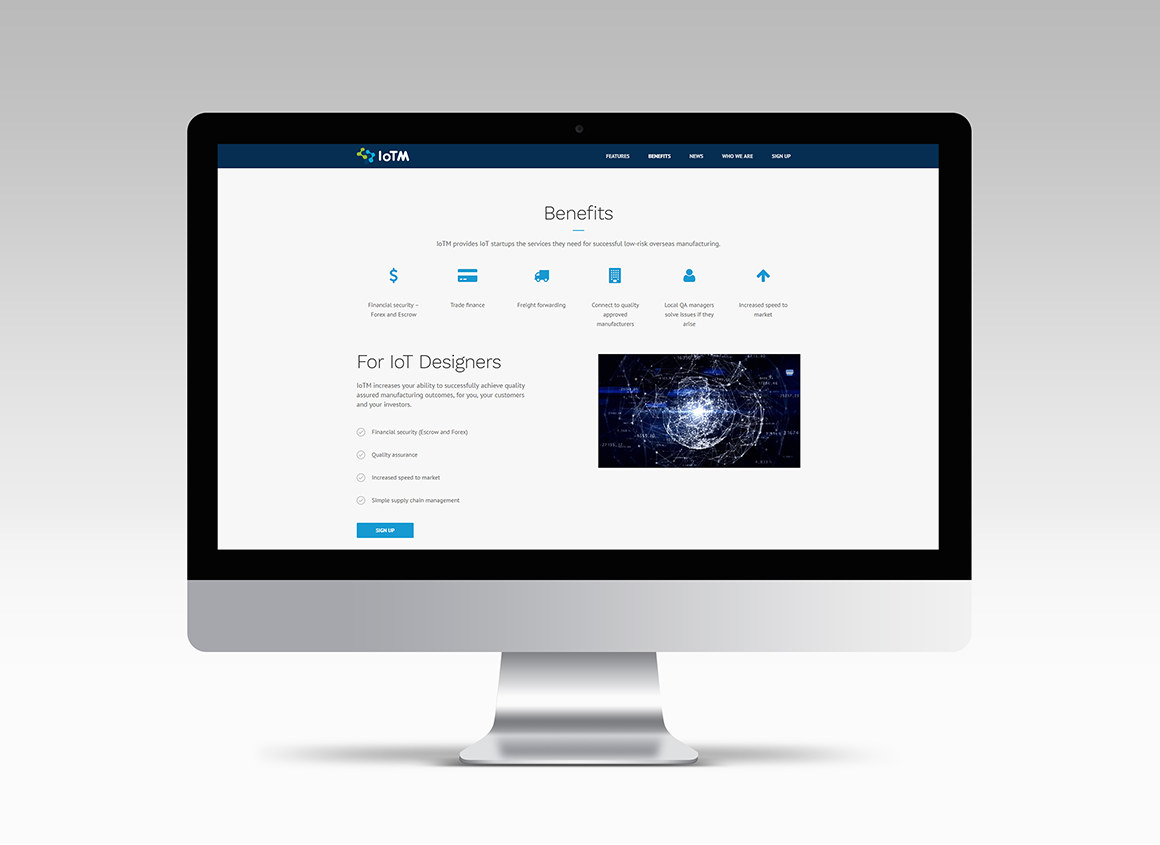 IoTM
FEATURES
BENEFITS
NEWS
WHO WE ARE
SIGN UP
Benefits
IoTM provides IoT startups the services they need for successful low-risk overseas manufacturing.
Financial security –
Forex and Escrow
Trade finance
Freight forwarding
Connect to quality
approved
manufacturers
Local QA managers
solve issues if they
arise
Increased speed to
market
For IoT Designers
IoTM increases your ability to successfully achieve quality
assured manufacturing outcomes, for you, your customers
and your investors.
Financial security (Escrow and Forex)
Quality assurance
Increased speed to market
Simple supply chain management
SIGN UP